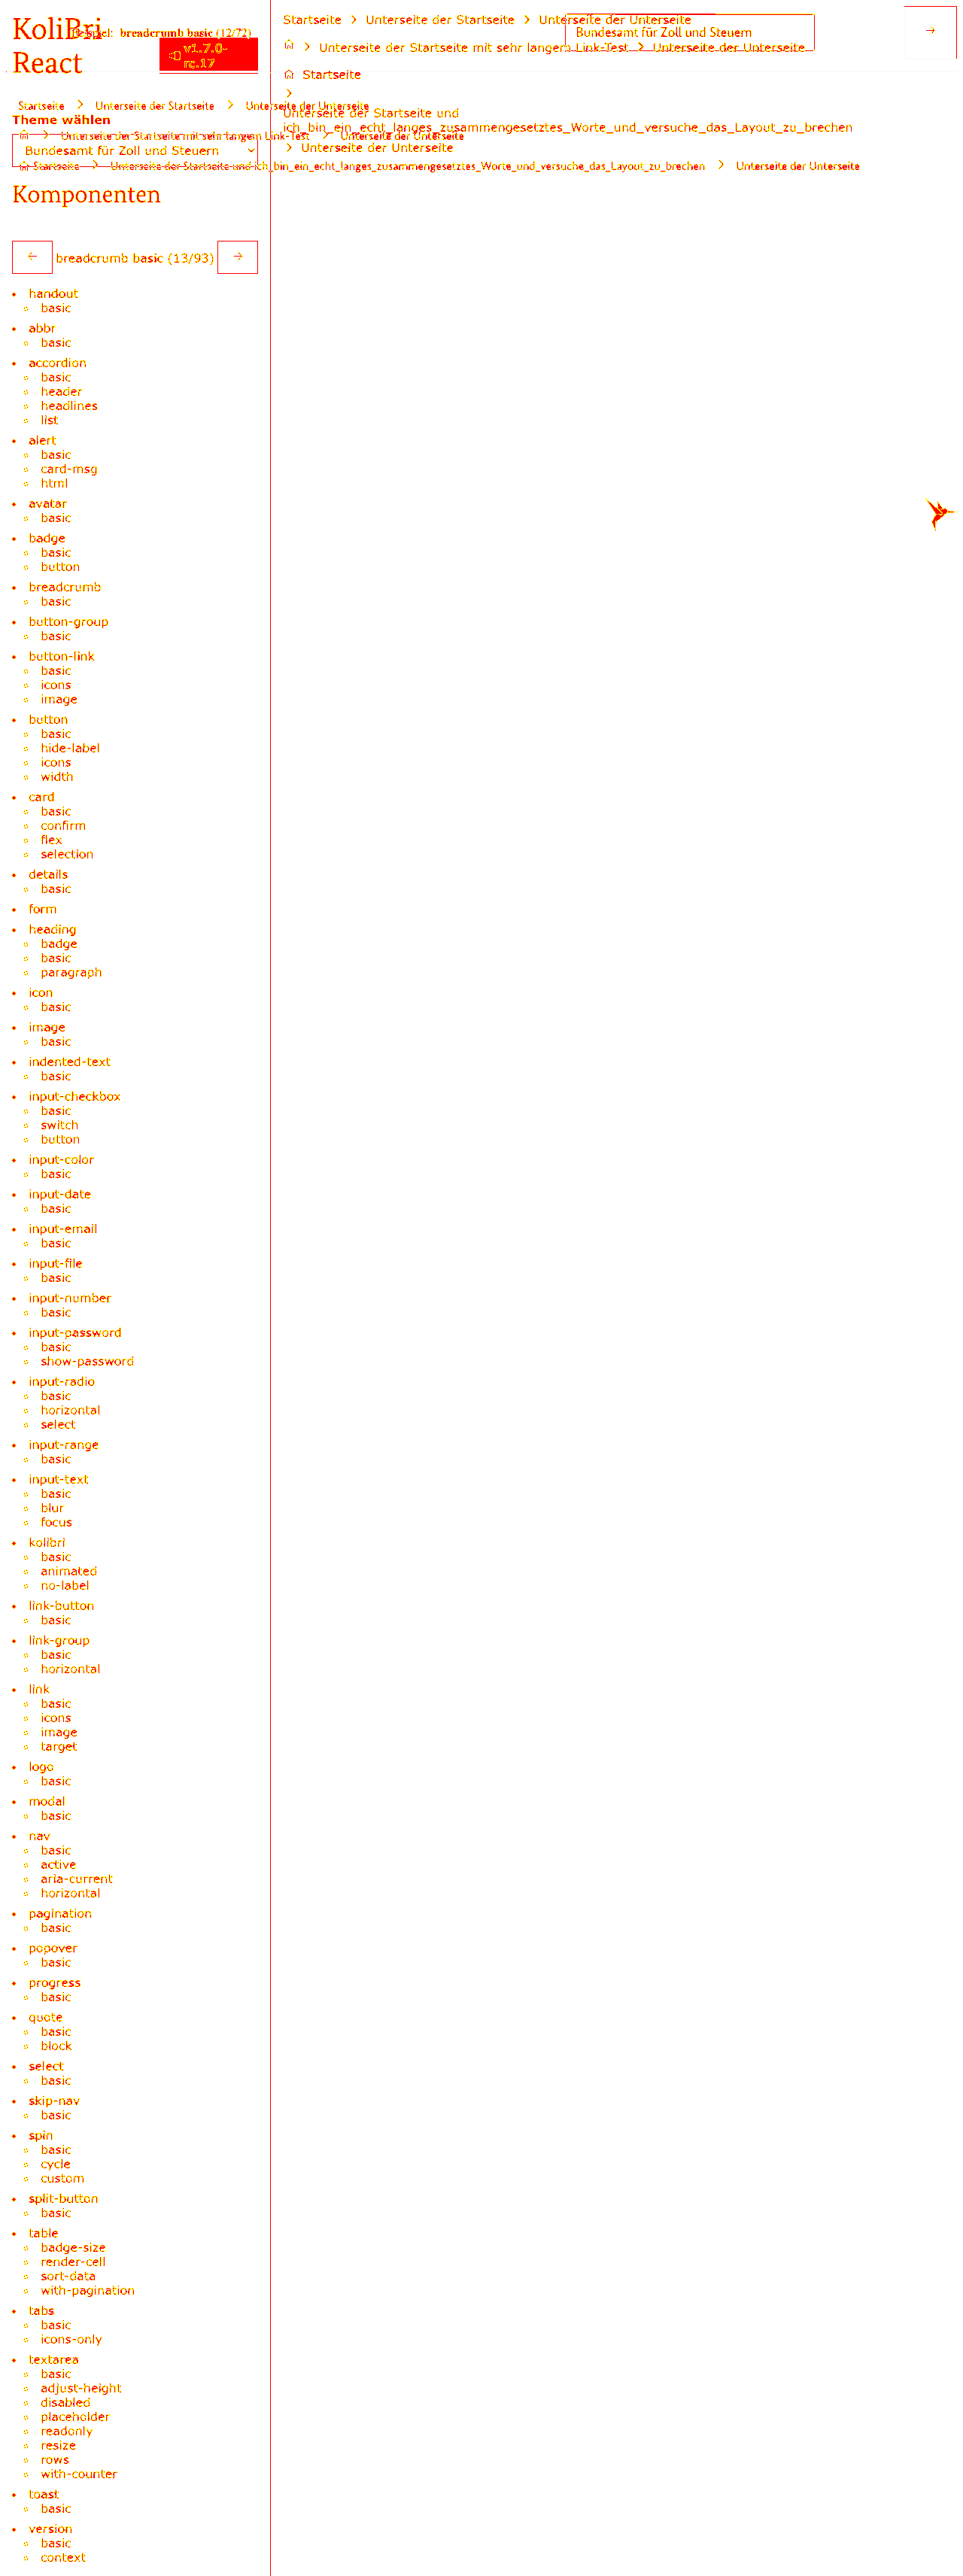 KoliBri
React
breadcrumb basic (12/72)
v1.7.0-
rc.17
Startseite Unterseite der Startseite Unterseite der Unterseite
Bundesamt für Zoll und Steuern
Unterseite der Startseite mit sehr langem Link-Test Unterseite der Unterseite
Startseite
Unterseite der Startseite und
ich_bin_ein_echt_langes_zusammengesetztes_Worte_und_versuche_das_Layout_zu_brechen
Unterseite der Unterseite
Startseite Unterseite der Startseite Unterseite der Unterseite
Theme wählen
Unterseite der Startseite mit sehr langem Link-Test Unterseite der Unterseite
Bundesamt für Zoll und Steuern
Startseite Unterseite der Startseite und ich_bin_ein_echt_langes_zusammengesetztes_Worte_und_versuche_das_Layout_zu_brechen Unterseite der Unterseite
Komponenten
breadcrumb basic (13/93)
handout
basic
abbr
basic
accordion
basic
header
headlines
list
alert
basic
card-msg
html
avatar
basic
badge
basic
button
breadcrumb
basic
button-group
basic
button-link
basic
icons
image
button
basic
hide-label
icons
width
card
basic
confirm
flex
selection
details
basic
form
heading
badge
basic
paragraph
icon
basic
image
basic
indented-text
basic
input-checkbox
basic
switch
button
input-color
basic
input-date
basic
input-email
basic
input-file
basic
input-number
basic
input-password
basic
show-password
input-radio
basic
horizontal
select
input-range
basic
input-text
basic
blur
focus
kolibri
basic
animated
no-label
link-button
basic
link-group
basic
horizontal
link
basic
icons
image
target
logo
basic
modal
basic
nav
basic
active
aria-current
horizontal
pagination
basic
popover
basic
progress
basic
quote
basic
block
select
basic
skip-nav
basic
spin
basic
cycle
custom
split-button
basic
table
badge-size
render-cell
sort-data
with-pagination
tabs
basic
icons-only
textarea
basic
adjust-height
disabled
placeholder
readonly
resize
rows
with-counter
toast
basic
version
basic
context